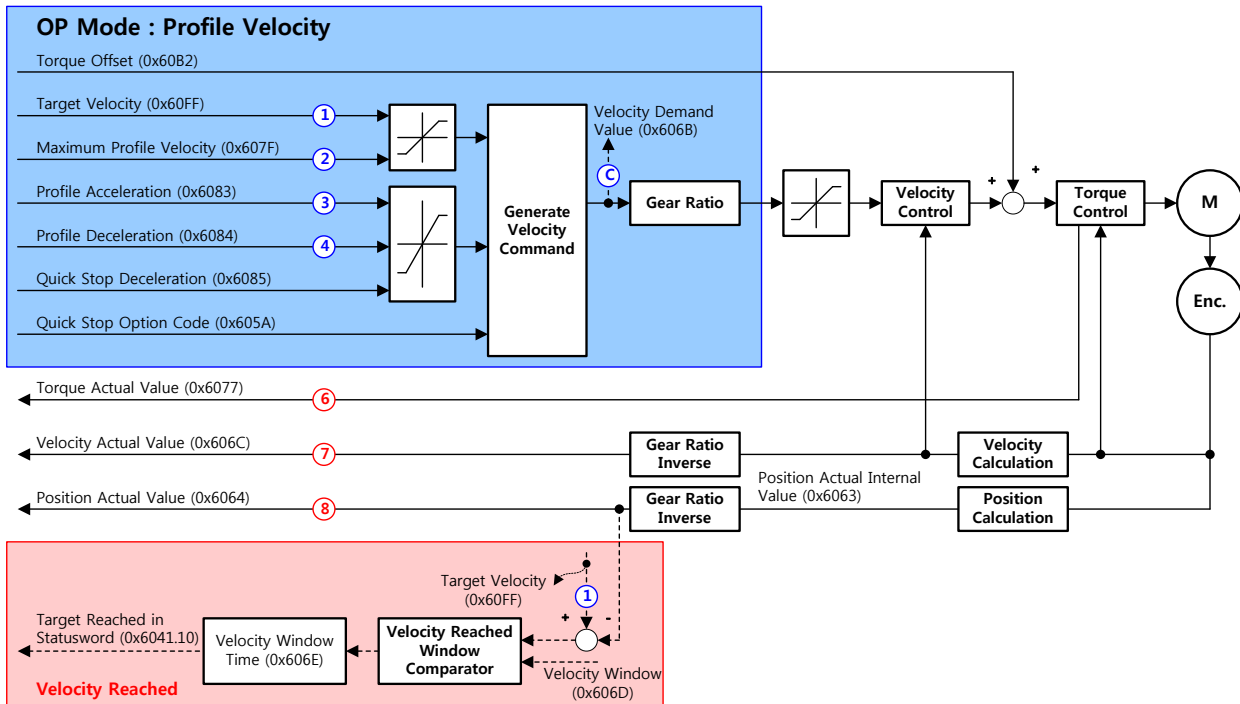 OP Mode : Profile Velocity
Torque Offset (0x60B2)
Target Velocity (0x60FF)
1
Maximum Profile Velocity (0x607F)
2
Profile Acceleration (0x6083)
3
Profile Deceleration (0x6084)
4
Quick Stop Deceleration (0x6085)
Quick Stop Option Code (0x605A)
Generate
Velocity
Command
Velocity Demand
Value (0x606B)
C
Gear Ratio
Velocity
Control
+
+
Torque
Control
M
Enc.
Torque Actual Value (0x6077)
6
Velocity Actual Value (0x606C)
7
Gear Ratio
Inverse
Velocity
Calculation
Position Actual Value (0x6064)
8
Gear Ratio
Inverse
Position Actual Internal
Value (0x6063)
Position
Calculation
Target Velocity
(0x60FF)
1
+
-
Target Reached in
Statusword (0x6041.10)
Velocity Window
Time (0x606E)
Velocity Reached
Window
Comparator
Velocity Window
(0x606D)
Velocity Reached